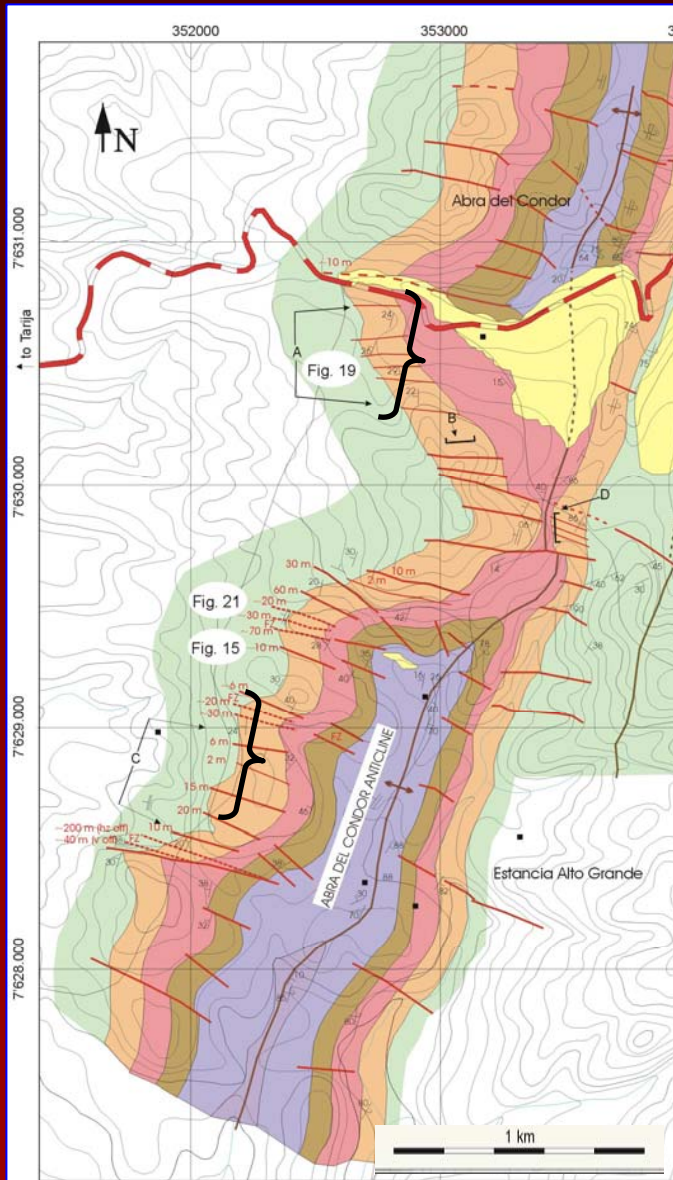 352000
353000
N
Abra del Condor
7'631.000
~10 m
to Tarija
A
Fig. 19
B
7'630.000
D
30 m
10 m
2 m
60 m
Fig. 21
~20 m
~30 m
FZ
~70 m
Fig. 15
10 m
~6 m
FZ
~20 m
~30 m
7'629.000
C
6 m
FZ
2 m
15 m
20 m
10 m
~200 m (hz off)
~40 m (v off)
FZ
ABRA DEL CONDOR ANTICLINE
Estancia Alto Grande
7'628.000
1 km